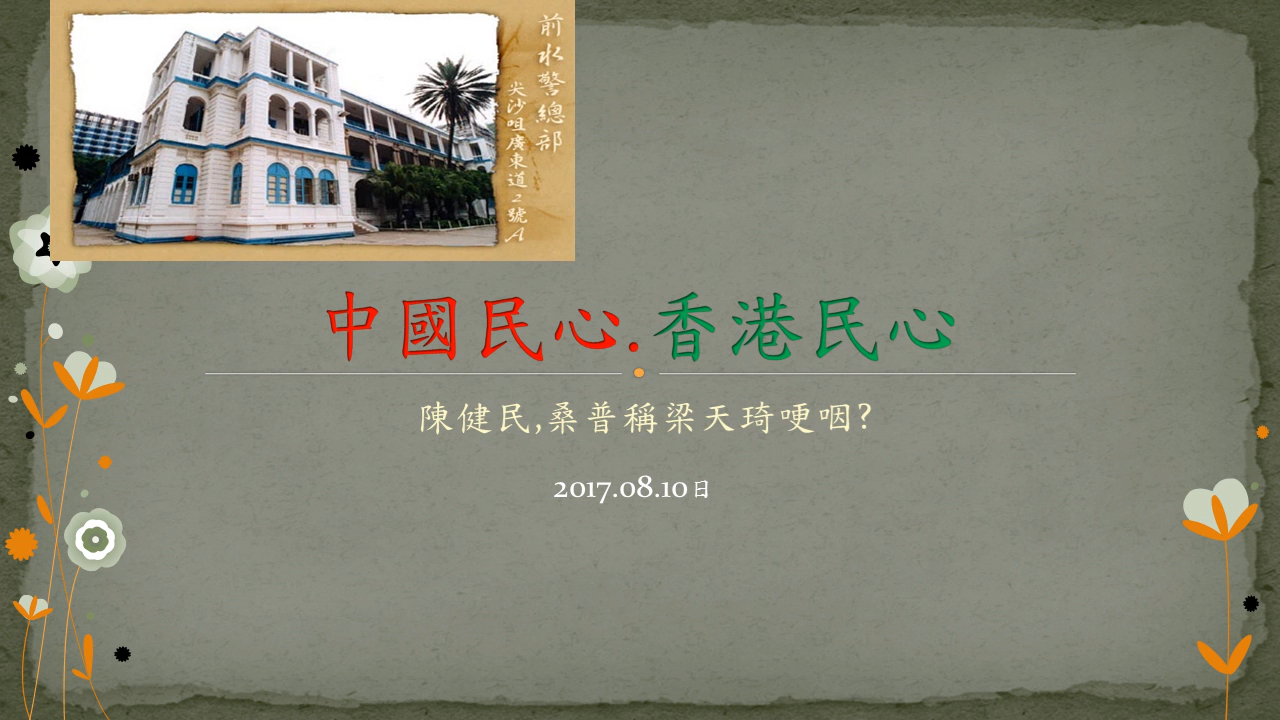 前水警總部
尖沙咀廣東道2號A
中國民心.香港民心
陳健民,桑普稱梁天琦哽咽?
2017.08.10日